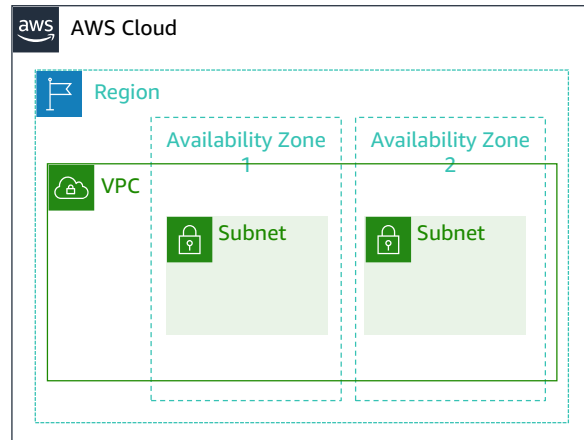 aws
AWS Cloud
Region
Availability Zone
1
Availability Zone
2
VPC
Subnet
Subnet